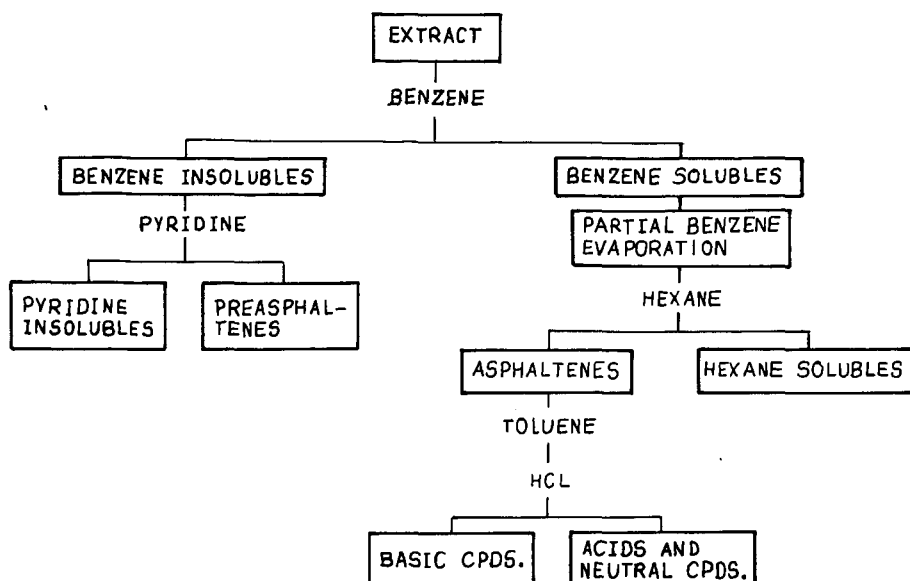 EXTRACT
BENZENE
BENZENE INSOLUBLES
BENZENE SOLUBLES
PYRIDINE
PARTIAL BENZENE
EVAPORATION
PYRIDINE
INSOLUBLES
PREASPHAL-
TENES
HEXANE
ASPHALTENES
HEXANE SOLUBLES
TOLUENE
HCL
BASIC CPDS.
ACIDS AND
NEUTRAL CPDS.